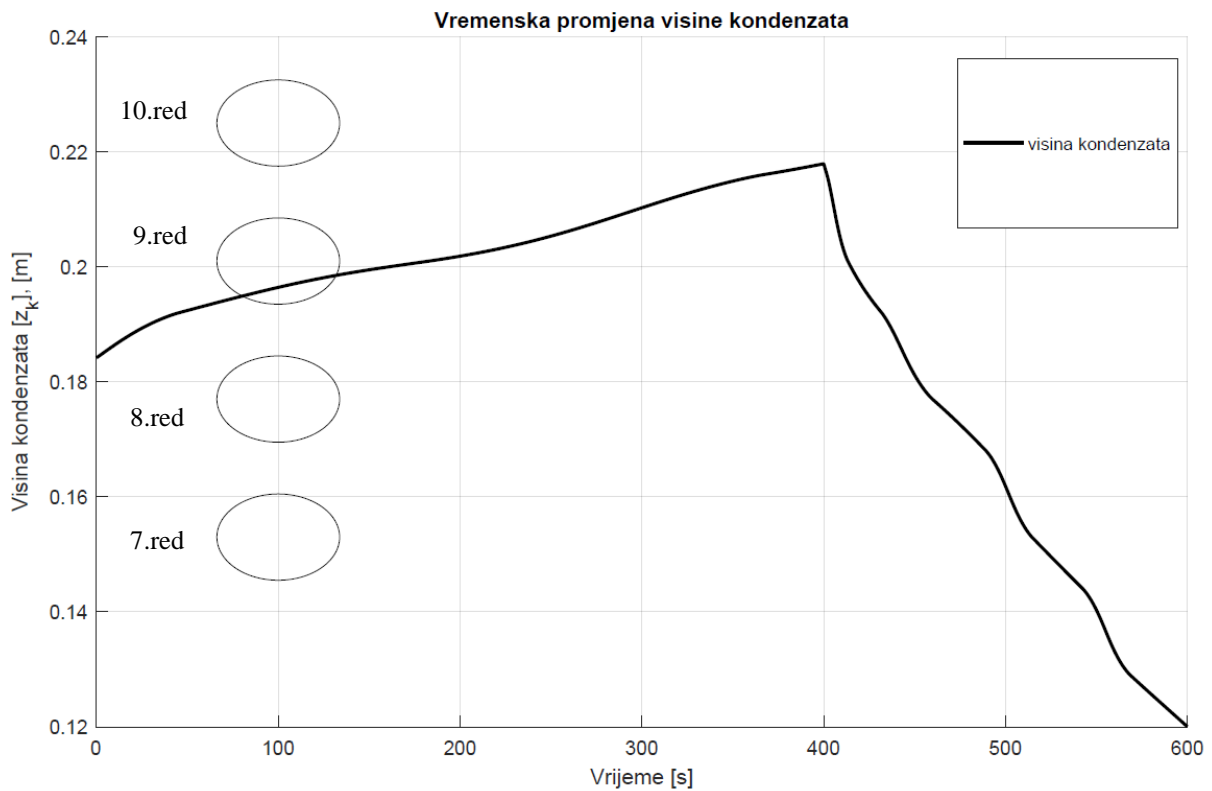 Vremenska promjena visine kondenzata
0.24
0.22
0.2
0.18
0.16
0.14
0.12
Visina kondenzata [z_k], [m]
10.red
9.red
8.red
7.red
visina kondenzata
0 100 200 300 400 500 600
Vrijeme [s]